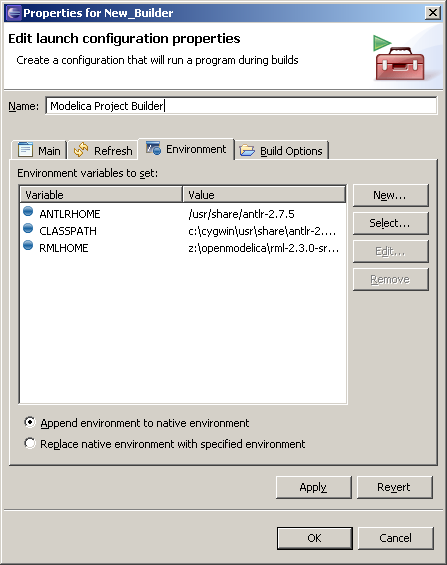 Properties for New_Builder
Edit launch configuration properties
Create a configuration that will run a program during builds
Name: Modelica Project Builder
Main Refresh Environment Build Options
Environment variables to set:
Variable Value
ANTLRHOME /usr/share/antlr-2.7.5
CLASSPATH c:\cygwin\usr\share\antlr-2....
RMLHOME z:\openmodelica\rml-2.3.0-sr...
New...
Select...
Edit...
Remove
Append environment to native environment
Replace native environment with specified environment
Apply Revert
OK Cancel